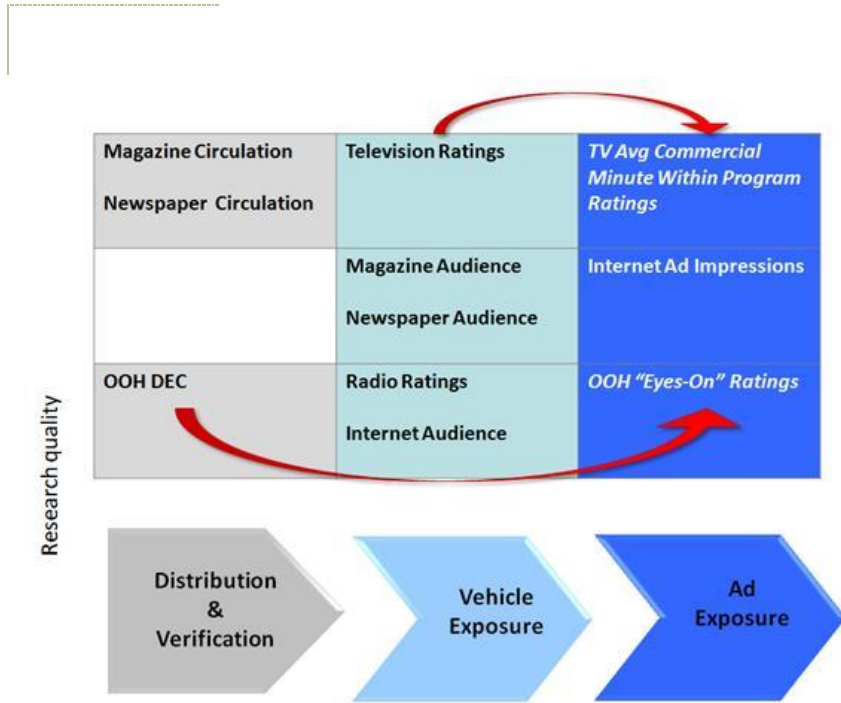 Magazine Circulation
Newspaper Circulation
Television Ratings
TV Avg Commercial
Minute Within Program
Ratings
Magazine Audience
Newspaper Audience
Internet Ad Impressions
OOH DEC
Radio Ratings
Internet Audience
OOH “Eyes-On” Ratings
Research quality
Distribution
&
Verification
Vehicle
Exposure
Ad
Exposure